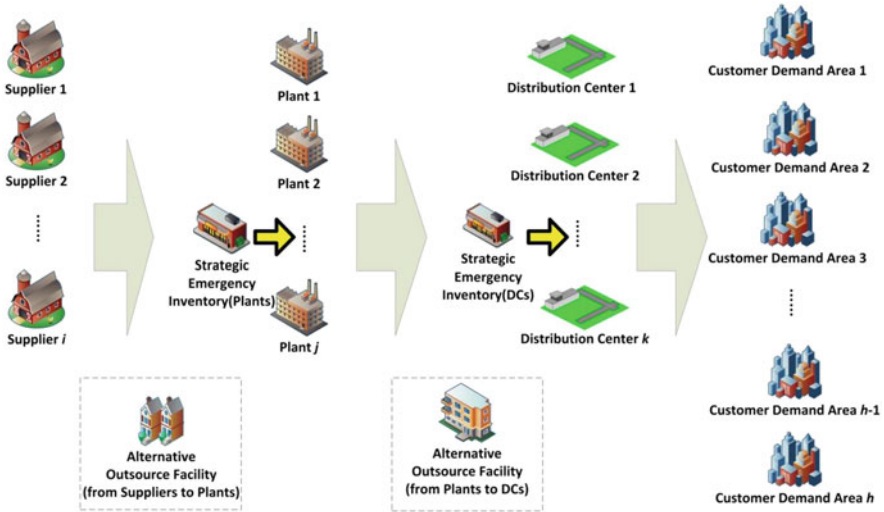 Supplier 1
Supplier 2
Supplier i
Plant 1
Plant 2
Strategic
Emergency
Inventory(Plants)
Plant j
Distribution Center 1
Distribution Center 2
Strategic
Emergency
Inventory(DCs)
Distribution Center k
Customer Demand Area 1
Customer Demand Area 2
Customer Demand Area 3
Customer Demand Area h-1
Customer Demand Area h
Alternative
Outsource Facility
(from Suppliers to Plants)
Alternative
Outsource Facility
(from Plants to DCs)